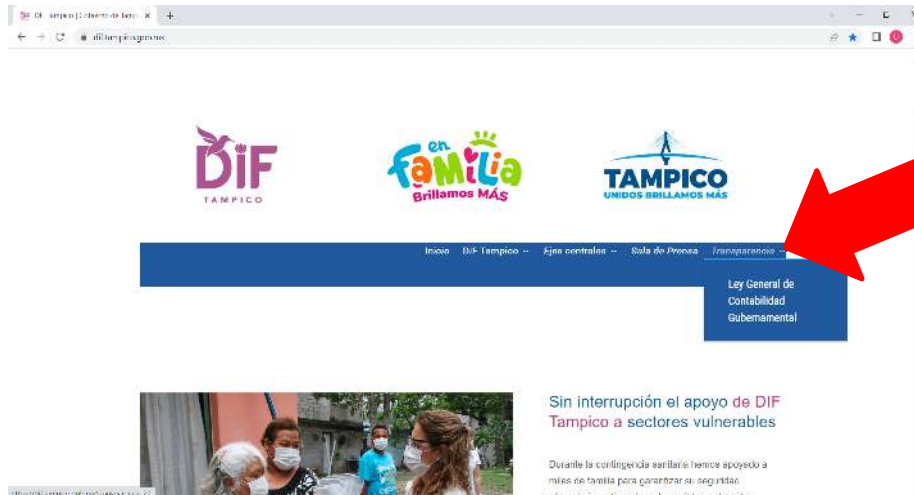 DiF
TAMPICO
en
FAMiLia
Brillamos MÁS
TAMPICO
UNIDOS BRILLAMOS MÁS
Inicio DIF Tampico Ejes centrales Sala de Prensa Transparencia
Ley General de
Contabilidad
Gubernamental
Sin interrupción el apoyo de DIF
Tampico a sectores vulnerables
Durante la contingencia sanitaria hemos apoyado a
miles de familia para garantizar su seguridad